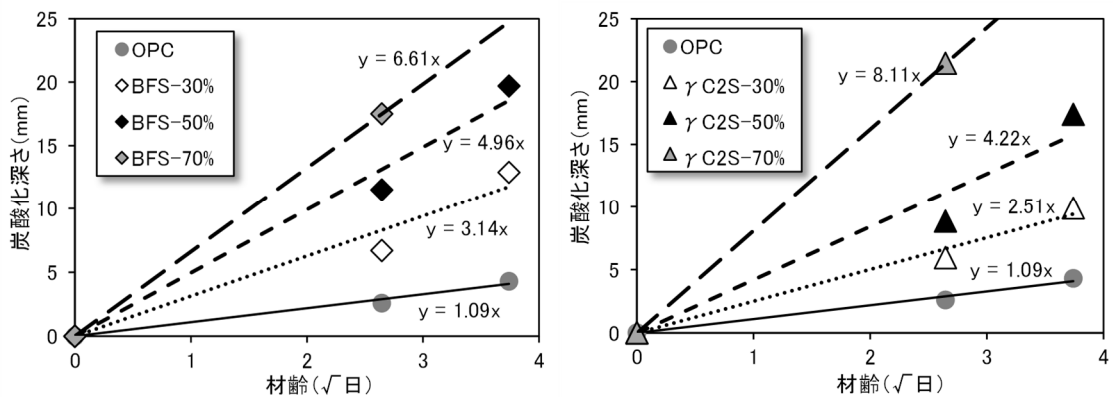 25
20
15
10
5
0
炭酸化深さ(mm)
OPC
BFS-30%
BFS-50%
BFS-70%
y = 6.61x
y = 4.96x
y = 3.14x
y = 1.09x
0
1
2
3
4
材齢(√日)
25
20
15
10
5
0
炭酸化深さ(mm)
OPC
γC2S-30%
γC2S-50%
γC2S-70%
y = 8.11x
y = 4.22x
y = 2.51x
y = 1.09x
0
1
2
3
4
材齢(√日)